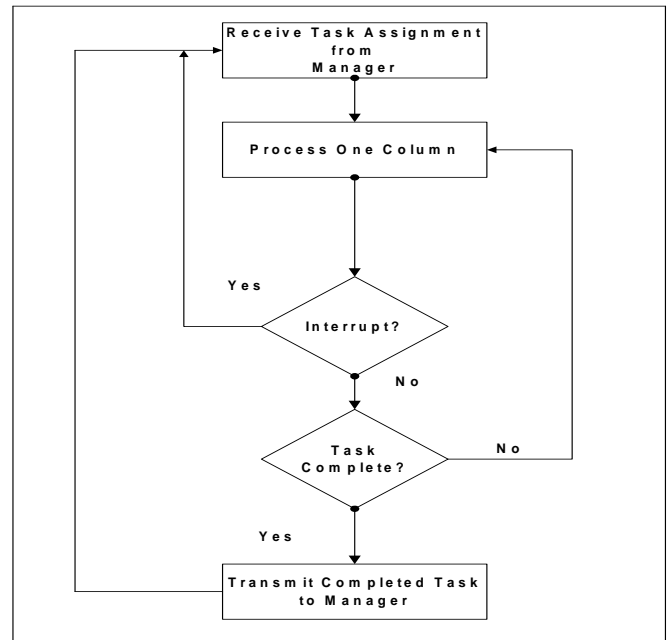 Receive Task Assignment
from
Manager
Process One Column
Yes
Interrupt?
No
Task
Complete?
No
Yes
Transmit Completed Task
to Manager